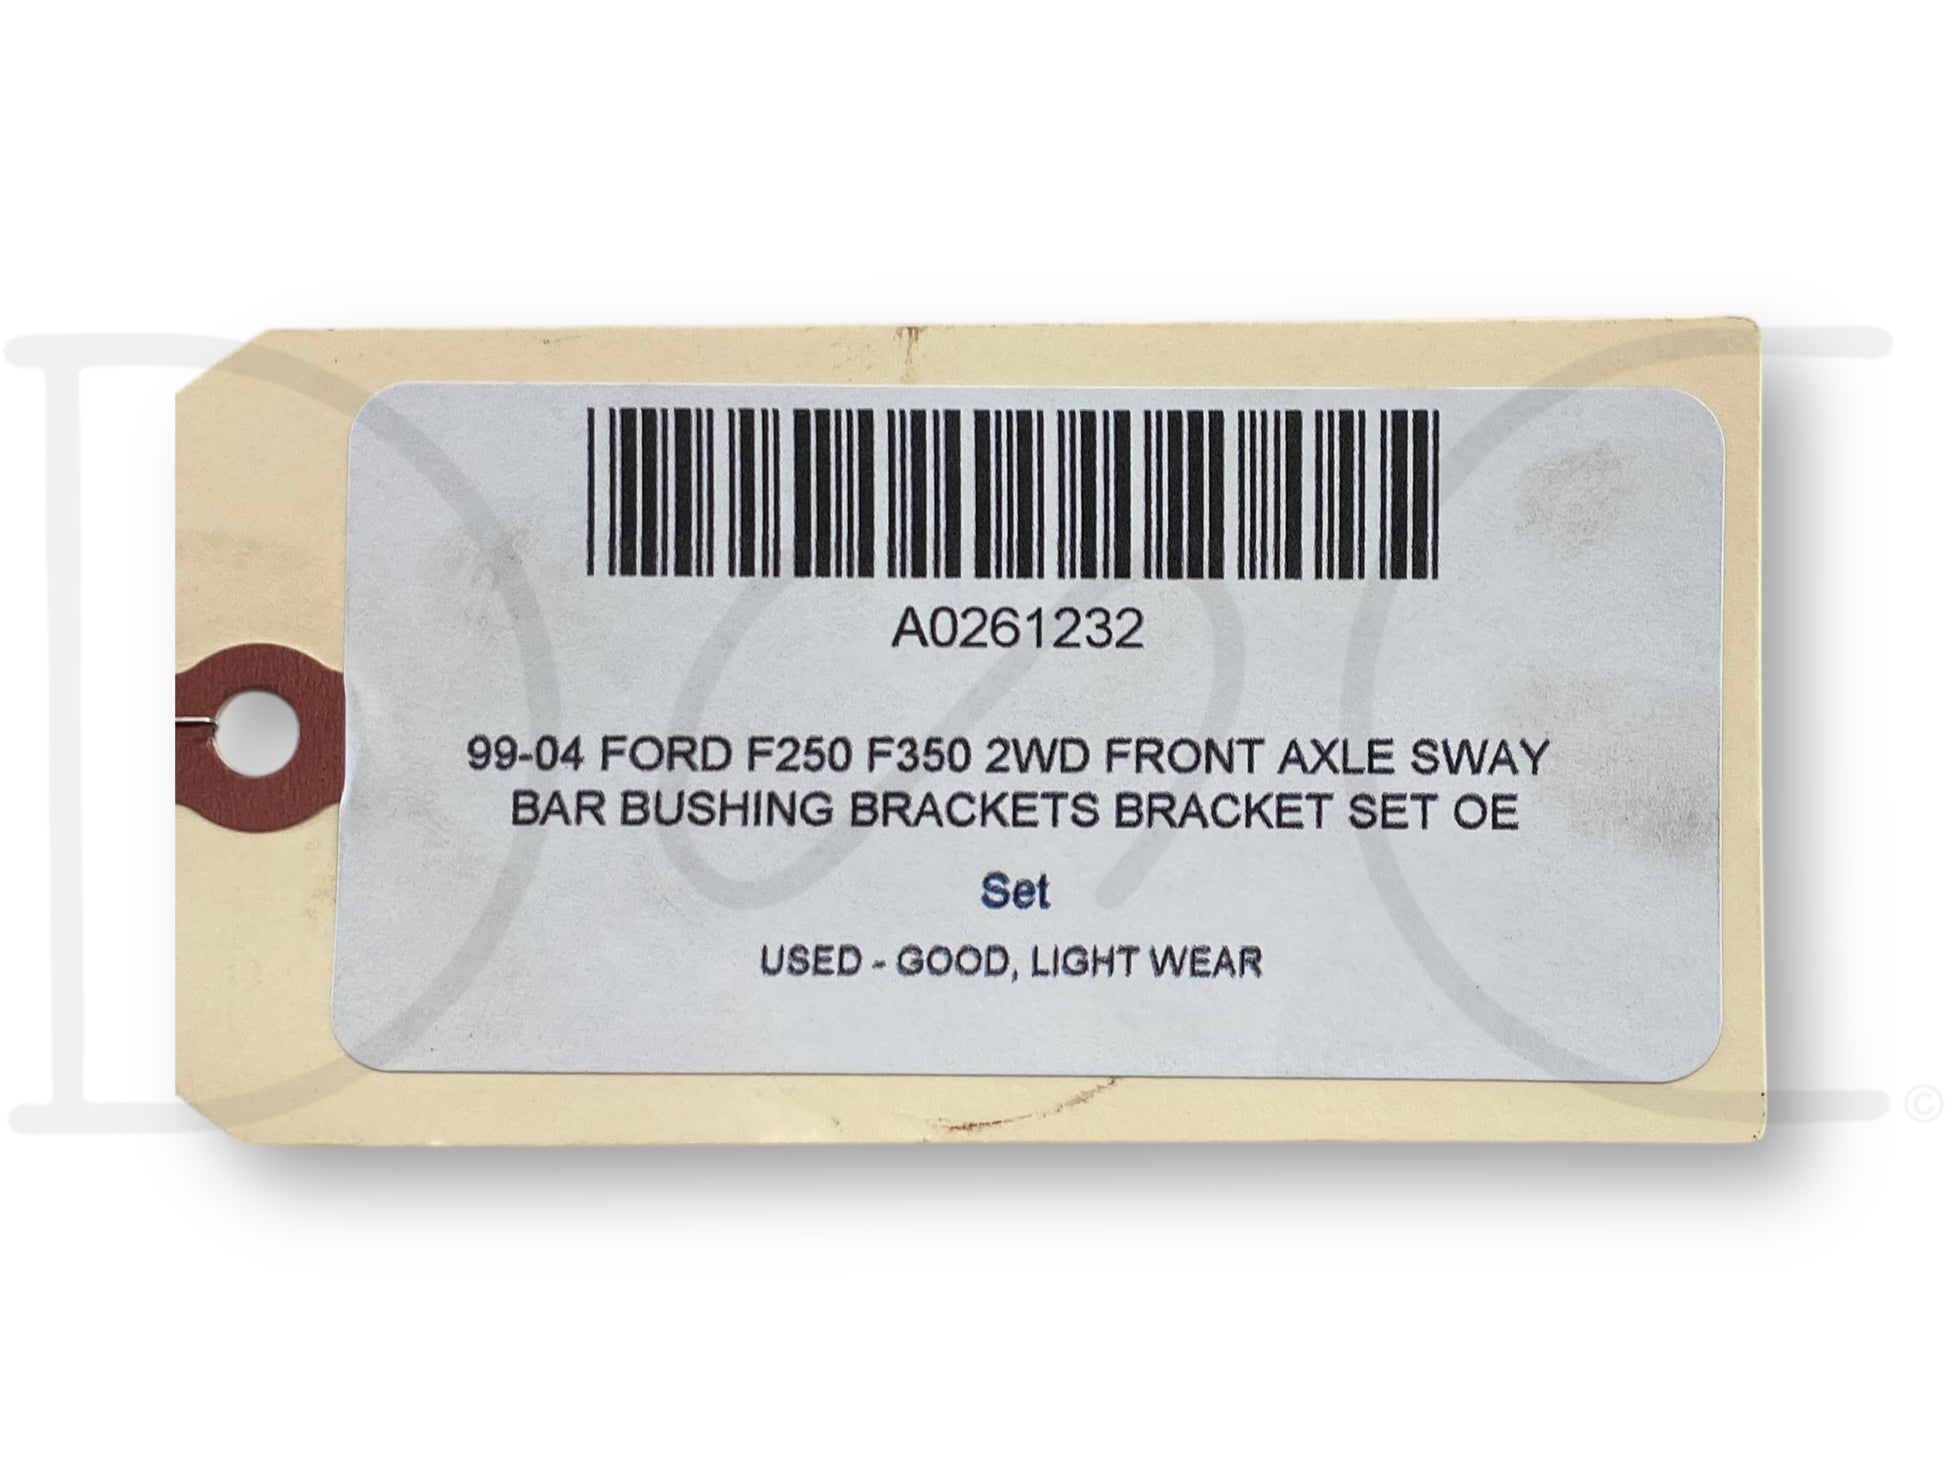 A0261232
99-04 FORD F250 F350 2WD FRONT AXLE SWAY
BAR BUSHING BRACKETS BRACKET SET OE
Set
USED - GOOD, LIGHT WEAR
©